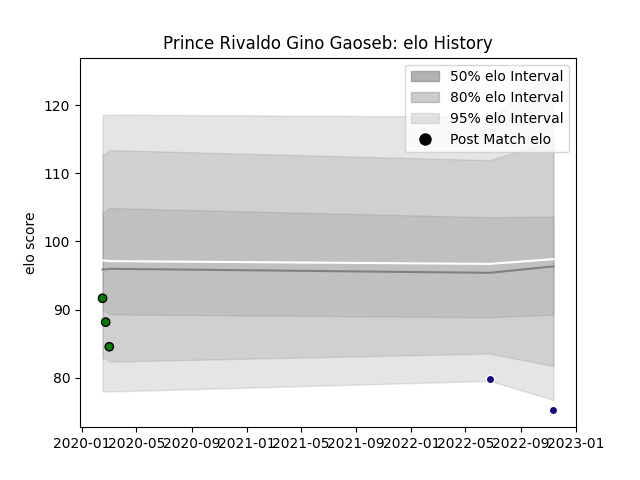 Prince Rivaldo Gino Gaoseb: elo History
50% elo Interval
80% elo Interval
95% elo Interval
Post Match elo
elo score
120
110
100
90
80
2020-01 2020-05 2020-09 2021-01 2021-05 2021-09 2022-01 2022-05 2022-09 2023-01